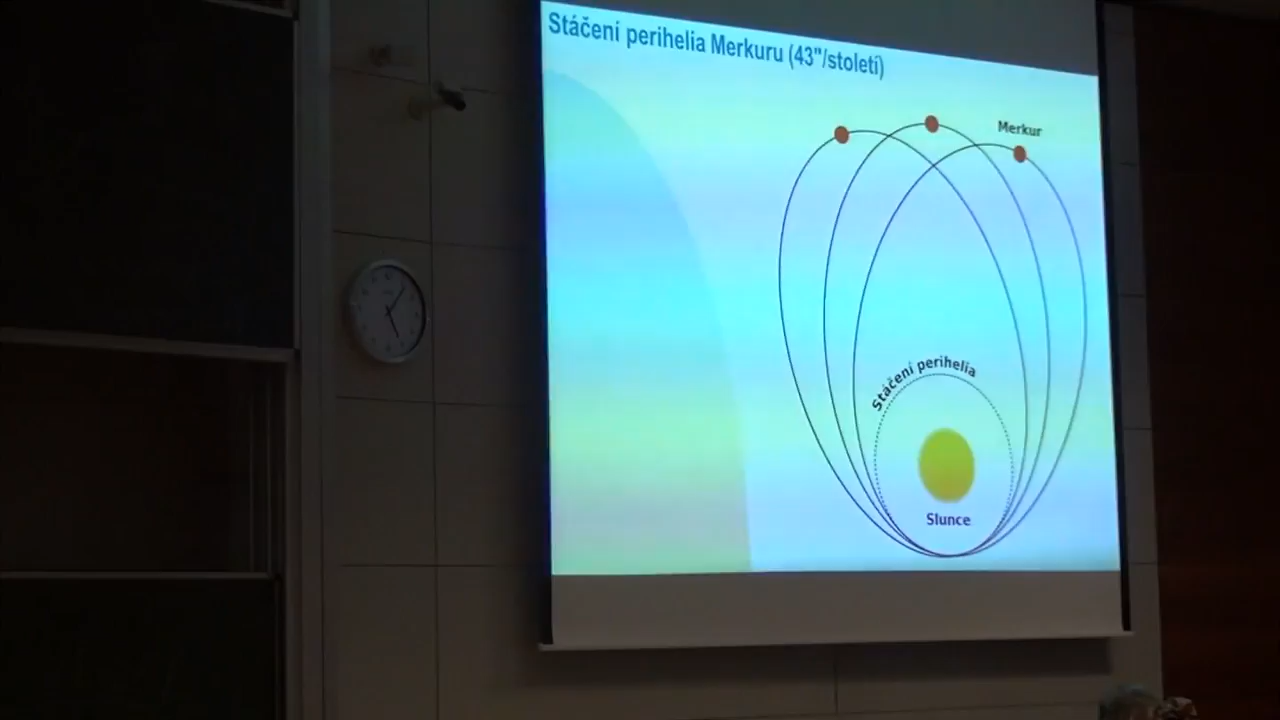 Stáčení perihelia Merkuru (43"/století)
Merkur
Stáčení perihelia
Slunce